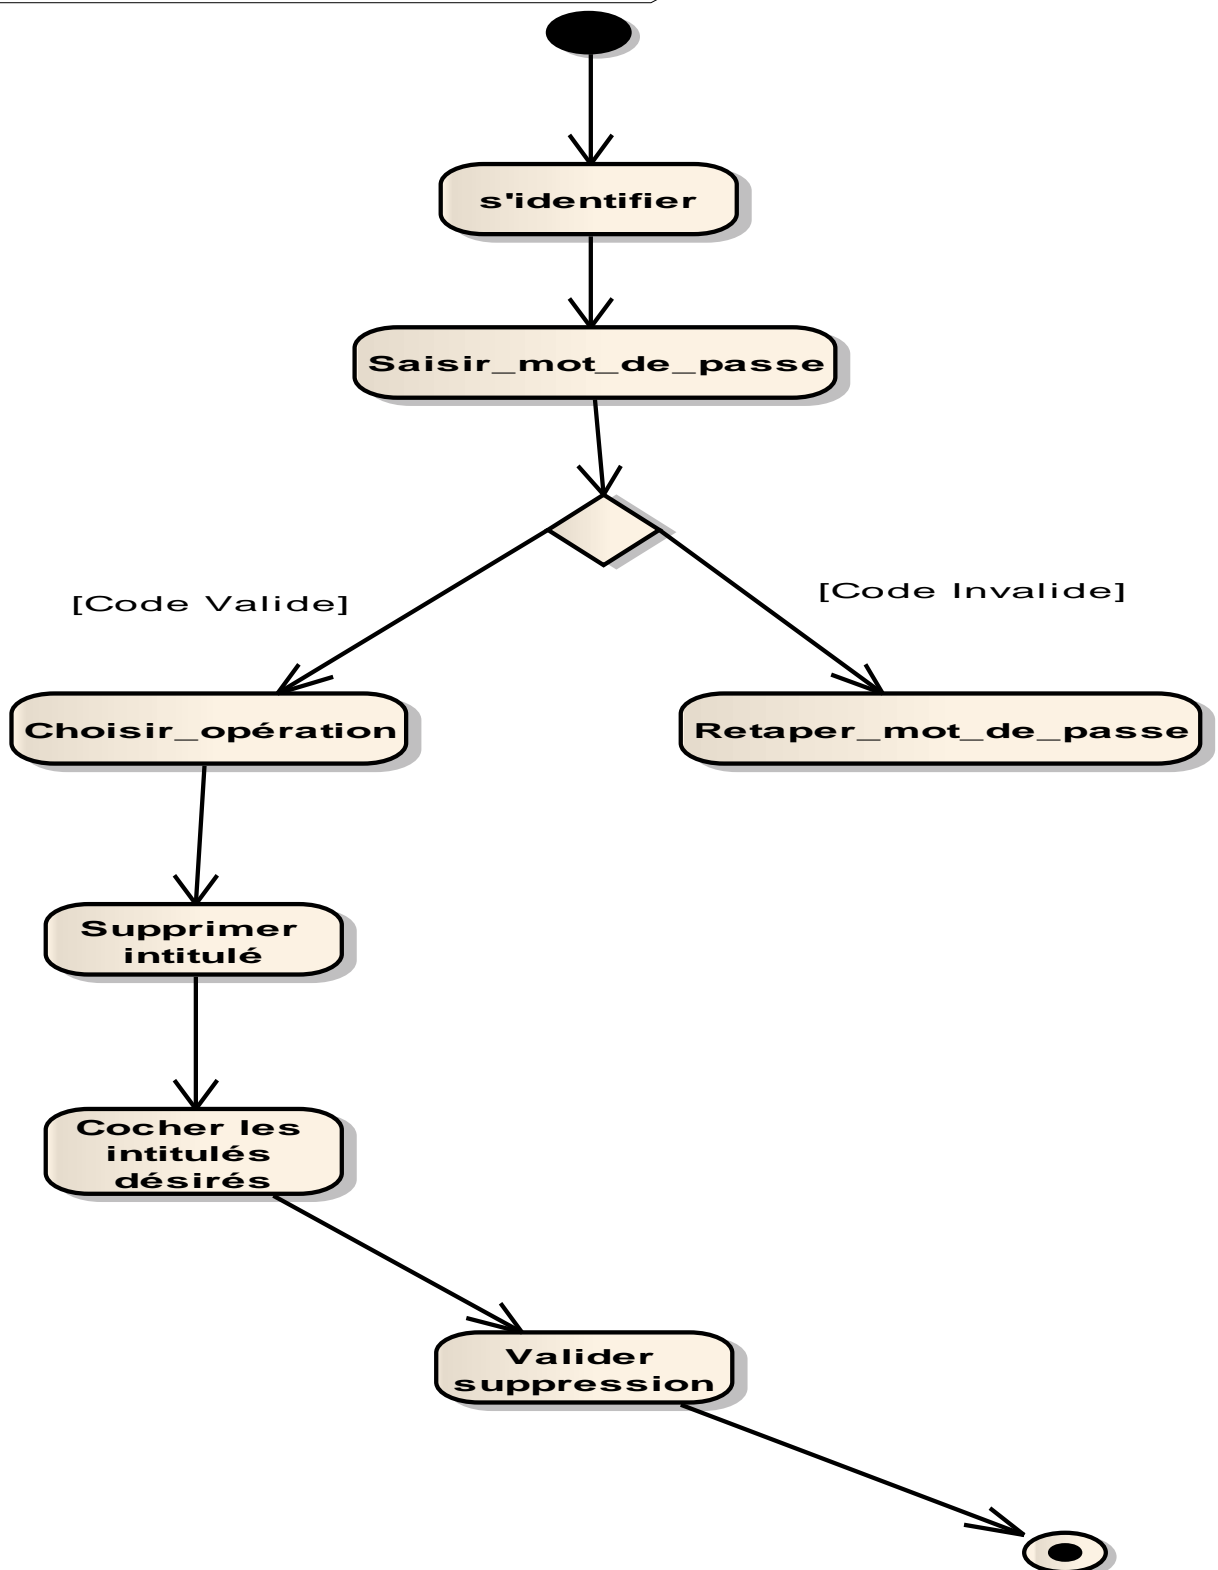 s'identifier
Saisir_mot_de_passe
[Code Valide]
[Code Invalide]
Choisir_opération
Retaper_mot_de_passe
Supprimer
intitulé
Cocher les
intitulés
désirés
Valider
suppression